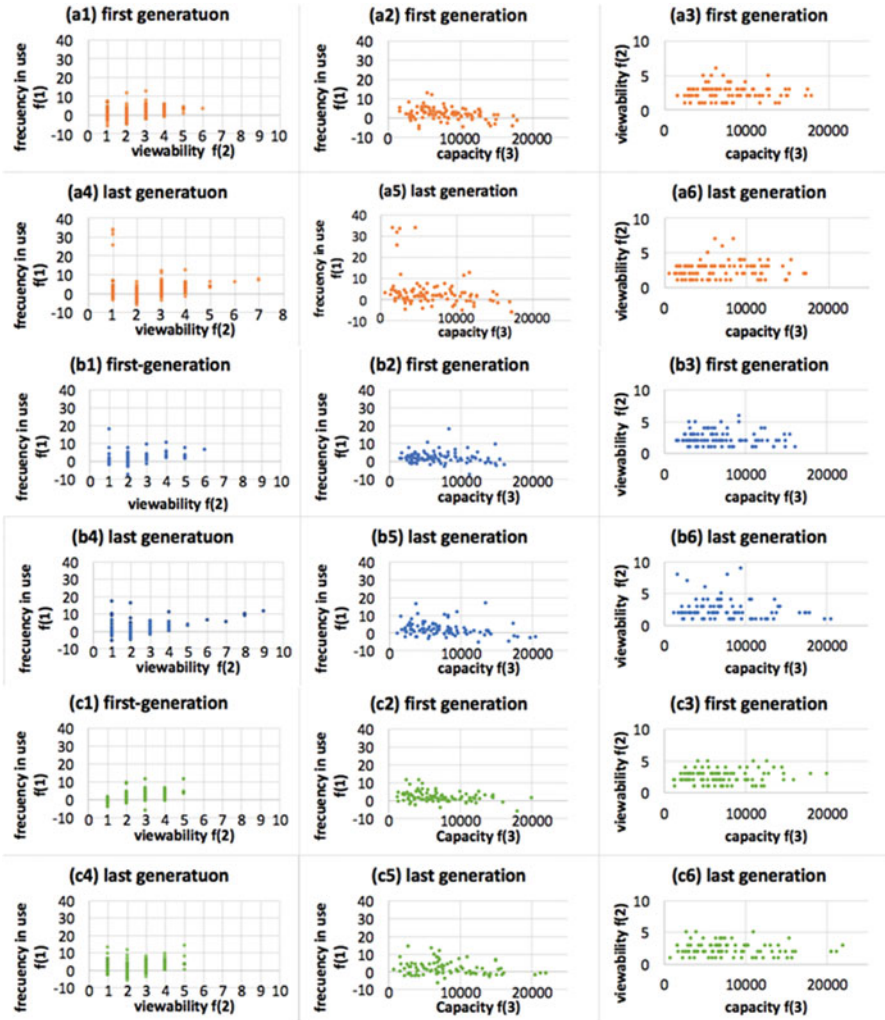 (a1) first generatuon
frecuency in use
f(1)
40
30
20
10
0
-10
0 1 2 3 4 5 6 7 8 9 10
viewability f(2)
(a2) first generation
frecuency in use
f(1)
40
30
20
10
0
-10
0 10000 20000
capacity f(3)
(a3) first generation
viewability f(2)
10
5
0
0 10000 20000
capacity f(3)
(a4) last generatuon
frecuency in use
f(1)
40
30
20
10
0
-10
0 1 2 3 4 5 6 7 8
viewability f(2)
(a5) last generation
frecuency in use
f(1)
40
30
20
10
0
-10
0 10000 20000
capacity f(3)
(a6) last generation
viewability f(2)
10
5
0
0 10000 20000
capacity f(3)
(b1) first-generation
frecuency in use
f(1)
40
30
20
10
0
-10
0 1 2 3 4 5 6 7 8 9 10
viewability f(2)
(b2) first generation
frecuency in use
f(1)
40
30
20
10
0
-10
0 10000 20000
capacity f(3)
(b3) first generation
viewability f(2)
10
5
0
0 10000 20000
capacity f(3)
(b4) last generatuon
frecuency in use
f(1)
40
30
20
10
0
-10
0 1 2 3 4 5 6 7 8 9 10
viewability f(2)
(b5) last generation
frecuency in use
f(1)
40
30
20
10
0
-10
0 10000 20000
capacity f(3)
(b6) last generation
viewability f(2)
10
5
0
0 10000 20000
capacity f(3)
(c1) first-generation
frecuency in use
f(1)
40
30
20
10
0
-10
0 1 2 3 4 5 6 7 8 9 10
viewability f(2)
(c2) first generation
frecuency in use
f(1)
40
30
20
10
0
-10
0 10000 20000
Capacity f(3)
(c3) first generation
viewability f(2)
10
5
0
0 10000 20000
capacity f(3)
(c4) last generatuon
frecuency in use
f(1)
40
30
20
10
0
-10
0 1 2 3 4 5 6 7 8 9 10
viewability f(2)
(c5) last generation
frecuency in use
f(1)
40
30
20
10
0
-10
0 10000 20000
Capacity f(3)
(c6) last generation
viewability f(2)
10
5
0
0 10000 20000
capacity f(3)